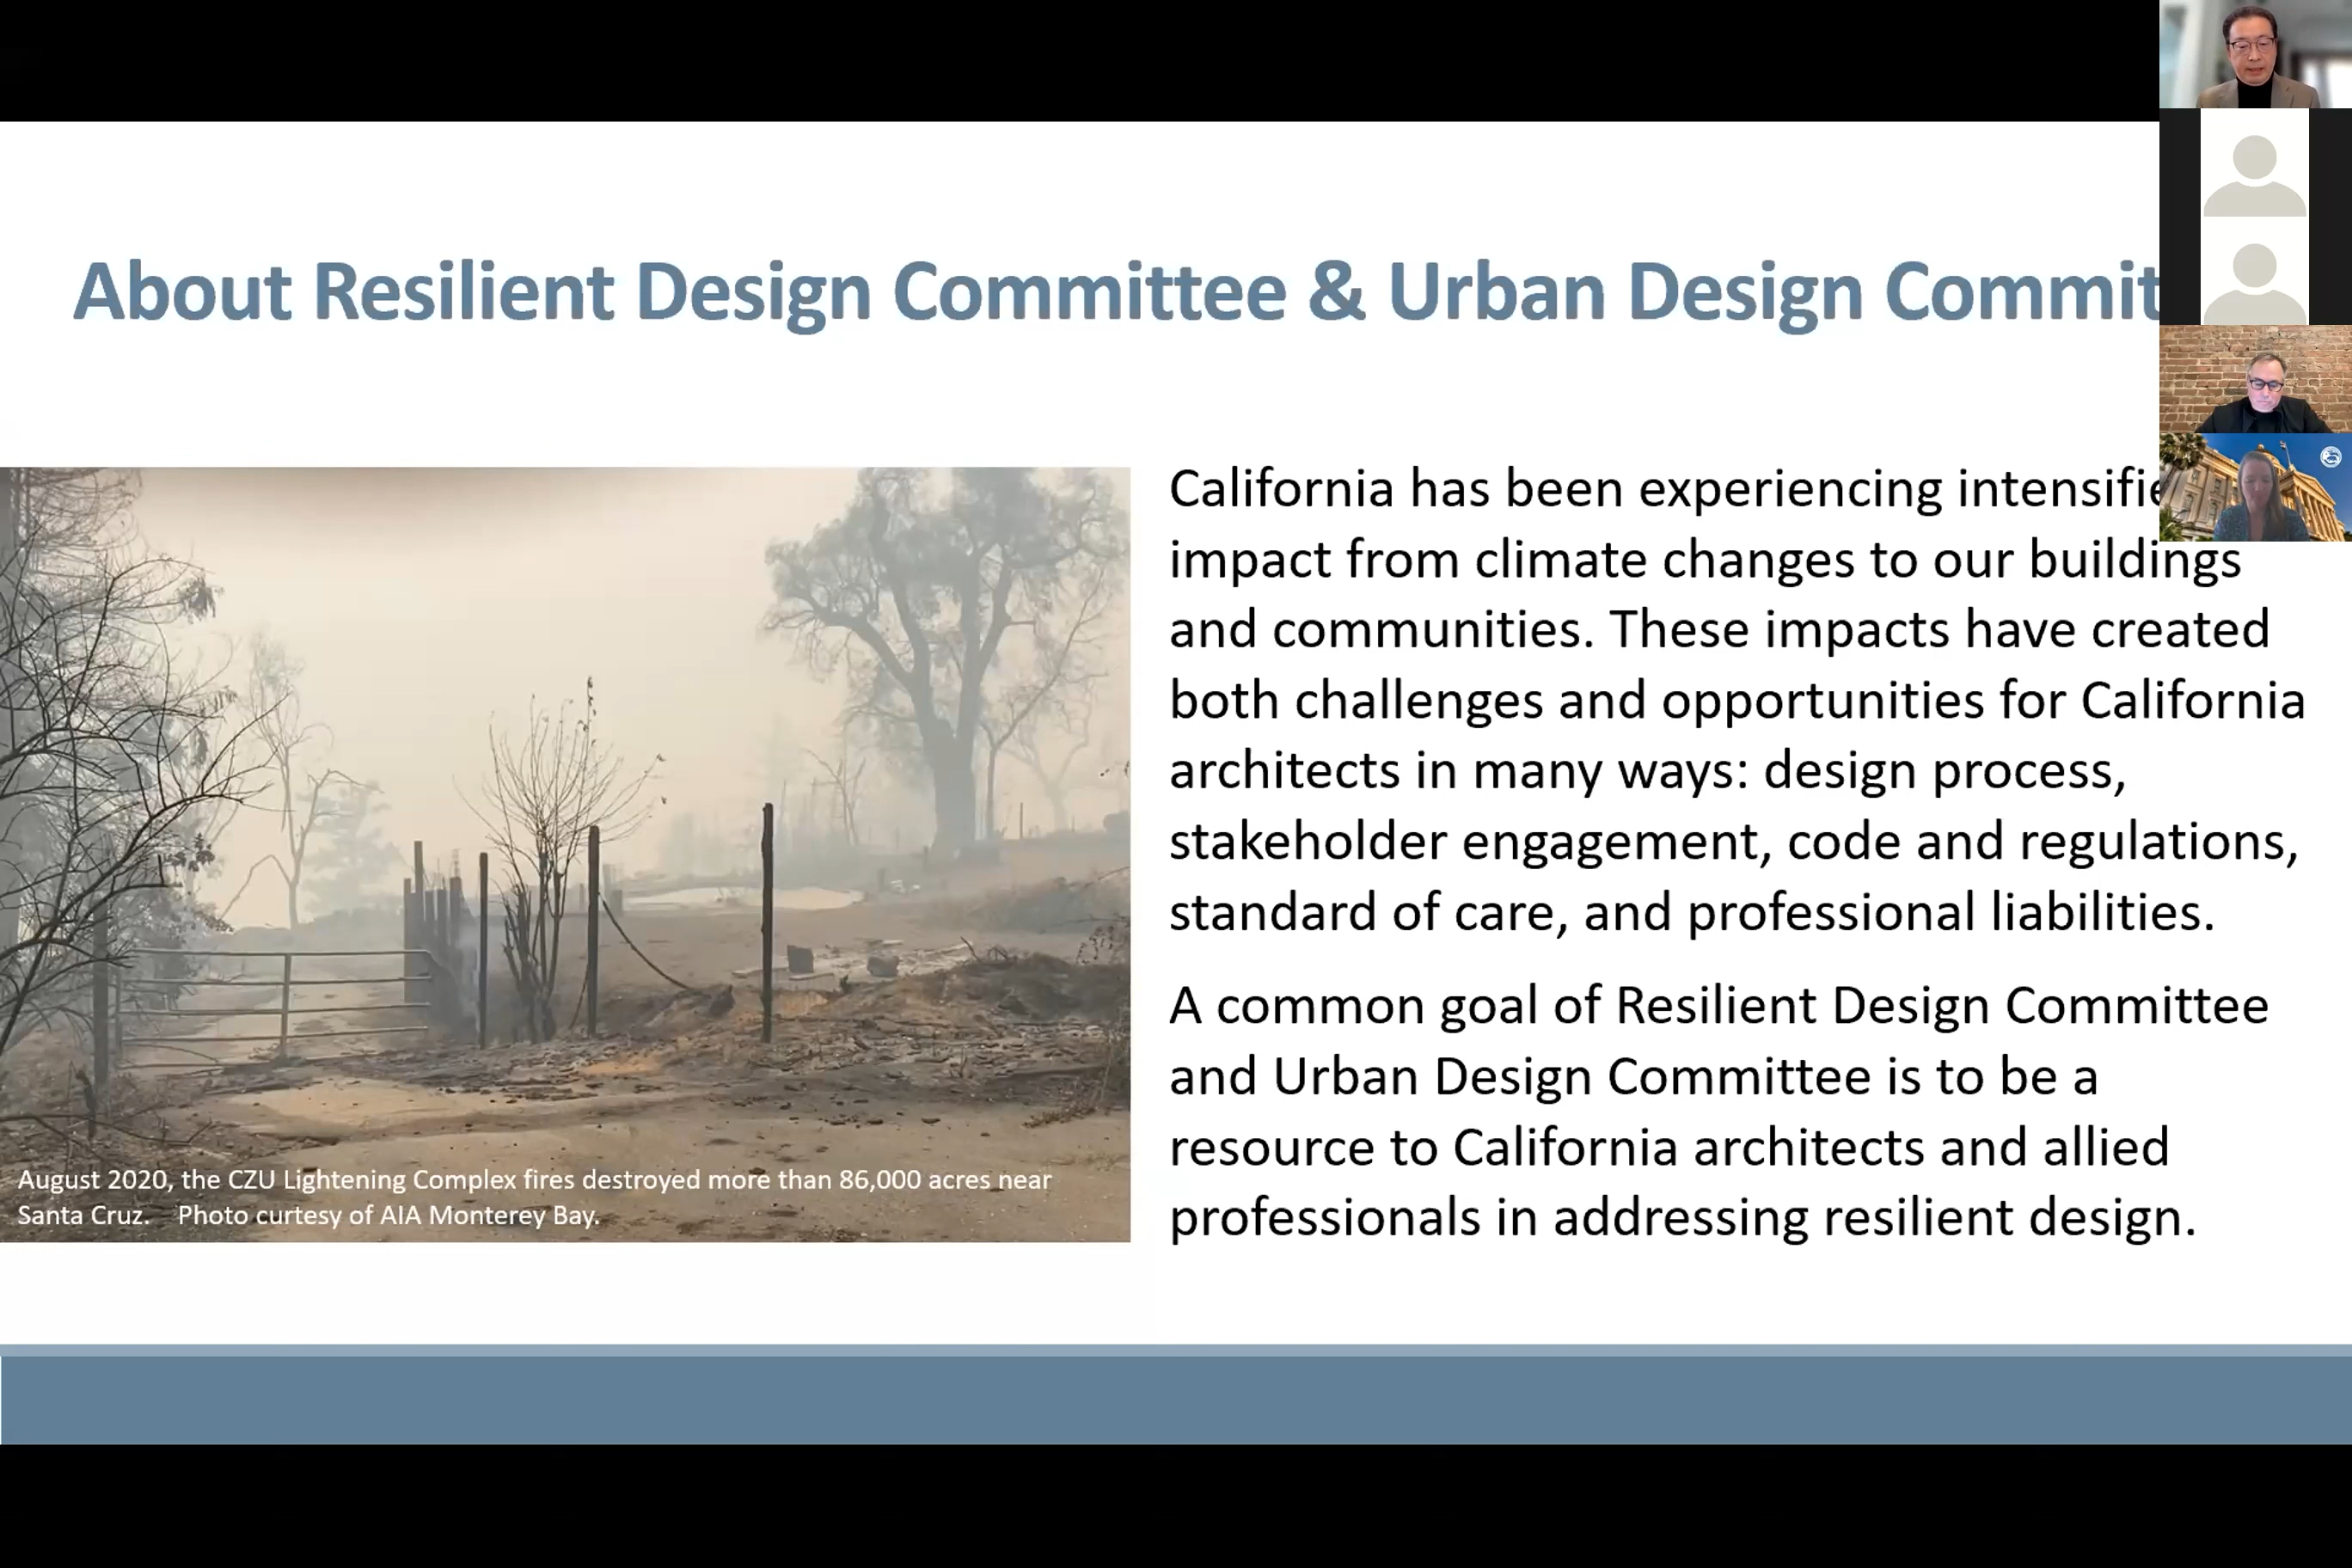 About Resilient Design Committee & Urban Design Commit
California has been experiencing intensifie
impact from climate changes to our buildings
and communities. These impacts have created
both challenges and opportunities for California
architects in many ways: design process,
stakeholder engagement, code and regulations,
standard of care, and professional liabilities.
A common goal of Resilient Design Committee
and Urban Design Committee is to be a
resource to California architects and allied
professionals in addressing resilient design.
August 2020, the CZU Lightening Complex fires destroyed more than 86,000 acres near
Santa Cruz. Photo curtesy of AIA Monterey Bay.